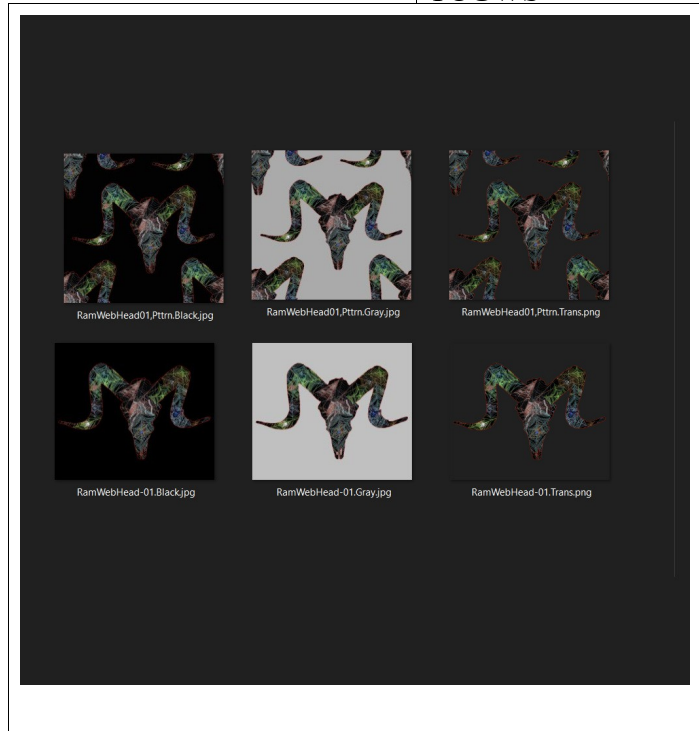 RamWebHead01,Pttrn.Black.jpg
RamWebHead01,Pttrn.Gray.jpg
RamWebHead01,Pttrn.Trans.png
RamWebHead-01.Black.jpg
RamWebHead-01.Gray.jpg
RamWebHead-01.Trans.png